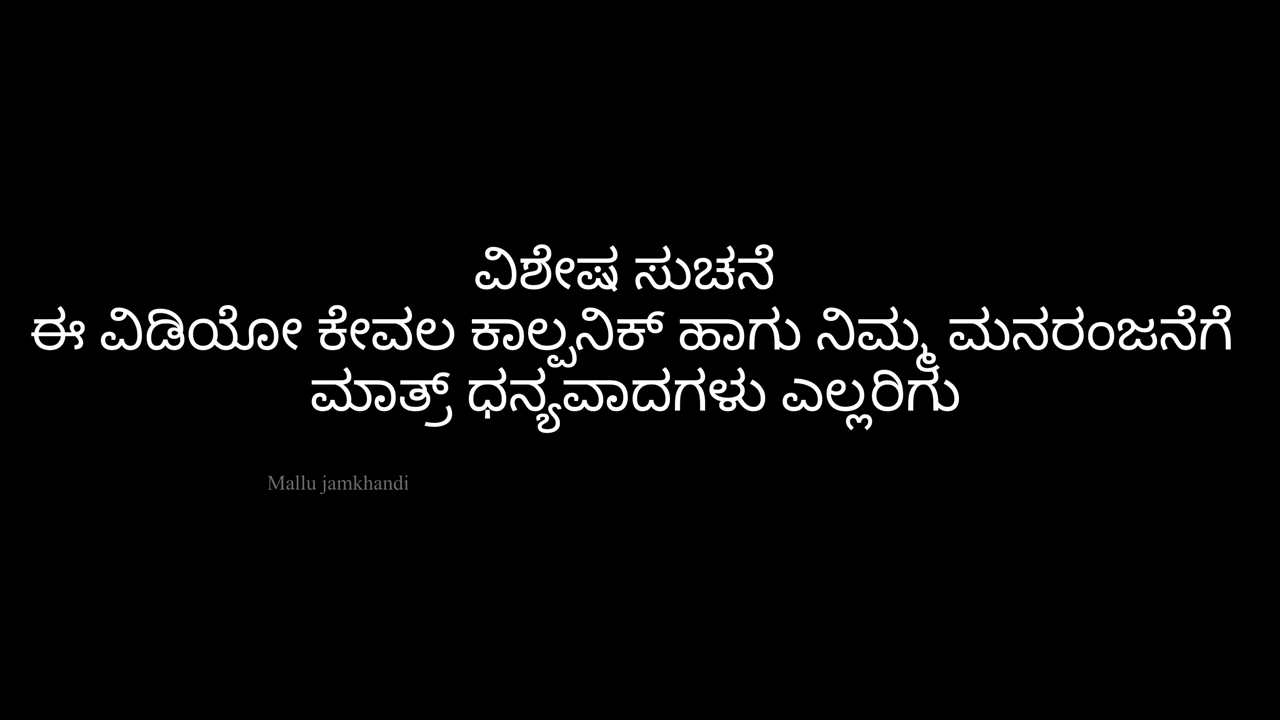 ವಿಶೇಷ ಸುಚನೆ
ಈ ವಿಡಿಯೋ ಕೇವಲ ಕಾಲ್ಪನಿಕ್ ಹಾಗು ನಿಮ್ಮ ಮನರಂಜನೆಗೆ
ಮಾತ್ರ್ ಧನ್ಯವಾದಗಳು ಎಲ್ಲರಿಗು
Mallu jamkhandi